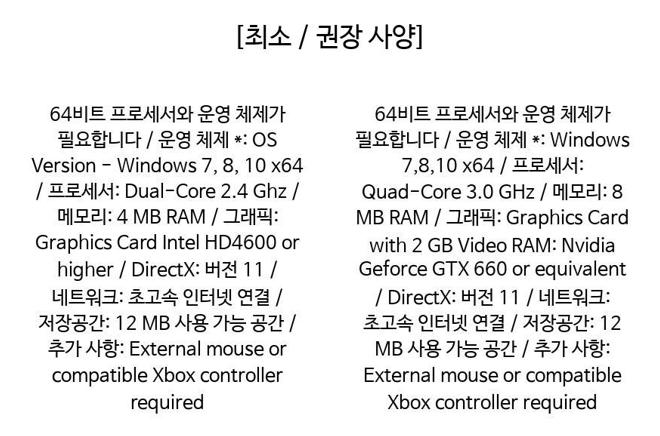 [최소 / 권장 사양]
64비트 프로세서와 운영 체제가
필요합니다 / 운영 체제 *: OS
Version - Windows 7, 8, 10 x64
/ 프로세서: Dual-Core 2.4 Ghz /
메모리: 4 MB RAM / 그래픽:
Graphics Card Intel HD4600 or
higher / DirectX: 버전 11 /
네트워크: 초고속 인터넷 연결 /
저장공간: 12 MB 사용 가능 공간 /
추가 사항: External mouse or
compatible Xbox controller
required
64비트 프로세서와 운영 체제가
필요합니다 / 운영 체제 *: Windows
7,8,10 x64 / 프로세서:
Quad-Core 3.0 GHz / 메모리: 8
MB RAM / 그래픽: Graphics Card
with 2 GB Video RAM: Nvidia
Geforce GTX 660 or equivalent
/ DirectX: 버전 11 / 네트워크:
초고속 인터넷 연결 / 저장공간: 12
MB 사용 가능 공간 / 추가 사항:
External mouse or compatible
Xbox controller required